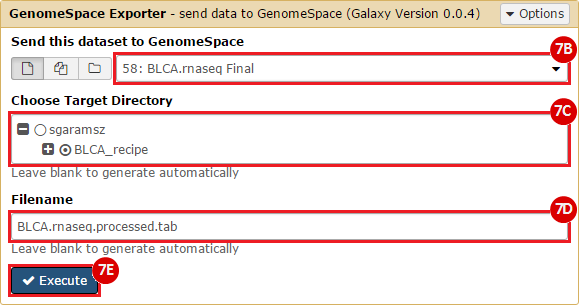 GenomeSpace Exporter - send data to GenomeSpace (Galaxy Version 0.0.4) Options
Send this dataset to GenomeSpace
7B
58: BLCA.rnaseq Final
Choose Target Directory
7C
sgaramsz
BLCA_recipe
Leave blank to generate automatically
Filename
7D
BLCA.rnaseq.processed.tab
Leave blank to generate automatically
7E
Execute